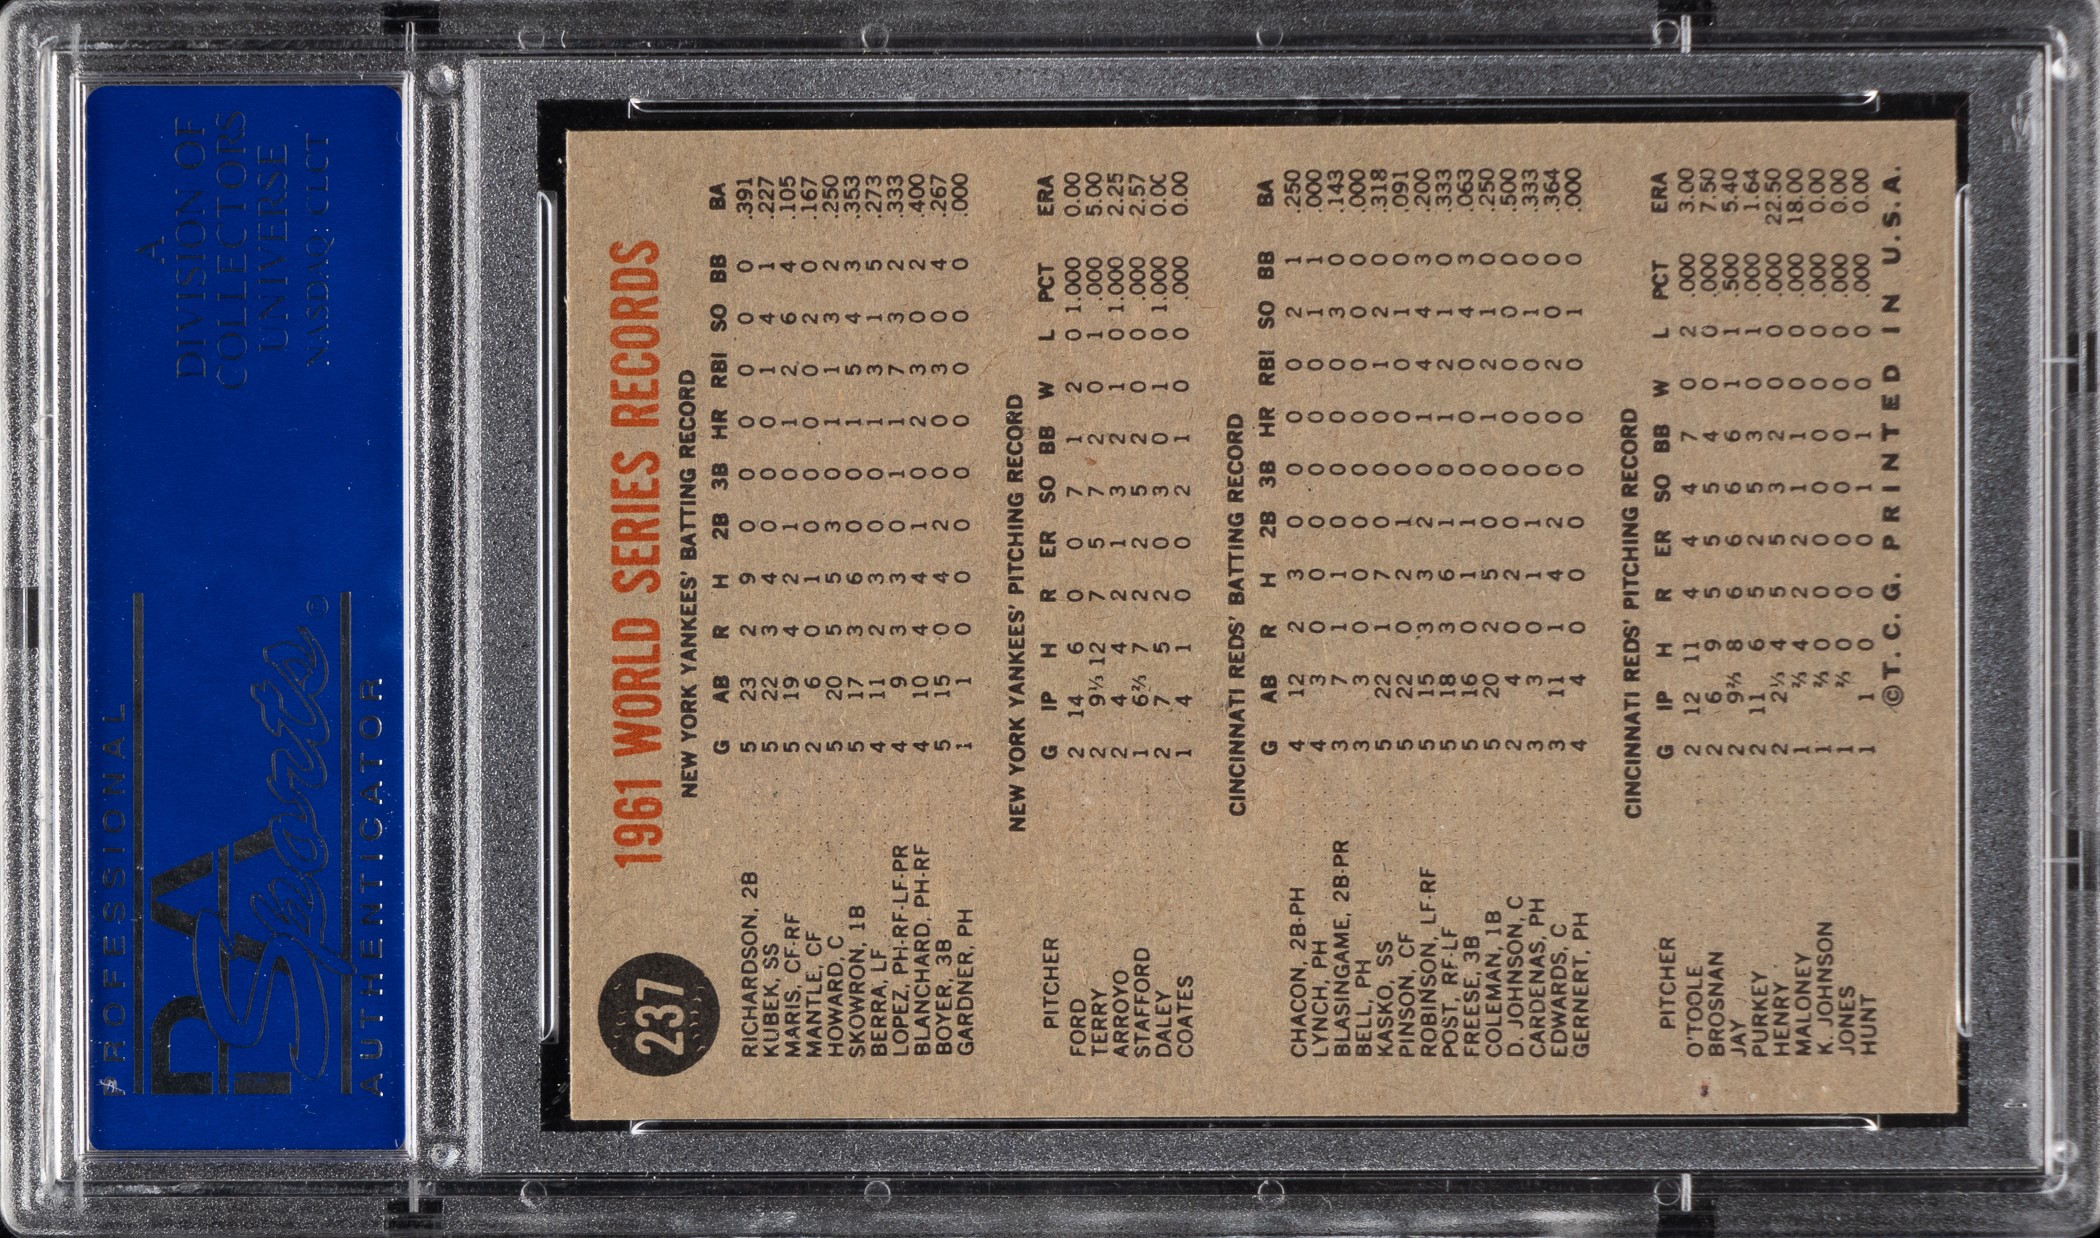 PROFESSIONAL
PSA
Sports ®
AUTHENTICATOR
A
DIVISION OF
COLLECTORS
UNIVERSE
NASDAQ: CLCT
237
1961 WORLD SERIES RECORDS
NEW YORK YANKEES' BATTING RECORD
G AB R H 2B 3B HR RBI SO BB BA
RICHARDSON, 2B 5 23 2 9 0 0 0 0 0 0 .391
KUBEK, SS 5 22 3 4 0 0 0 1 4 1 .227
MARIS, CF-RF 5 19 4 2 1 0 1 2 6 4 .105
MANTLE, CF 2 6 0 1 0 0 0 0 2 0 .167
HOWARD, C 5 20 5 5 3 0 1 1 3 2 .250
SKOWRON, 1B 5 17 3 6 0 0 1 5 4 3 .353
BERRA, LF 4 11 2 3 0 0 1 3 1 5 .273
LOPEZ, PH-RF-LF-PR 4 9 3 3 0 1 1 7 3 2 .333
BLANCHARD, PH-RF 4 10 4 4 1 0 2 3 0 2 .400
BOYER, 3B 5 15 0 4 2 0 0 3 0 4 .267
GARDNER, PH 1 1 0 0 0 0 0 0 0 0 .000
NEW YORK YANKEES' PITCHING RECORD
PITCHER G IP H R ER SO BB W L PCT ERA
FORD 2 14 6 0 0 7 1 2 0 1.000 0.00
TERRY 2 9⅓ 12 7 5 7 2 0 1 .000 5.00
ARROYO 2 4 4 2 1 3 2 1 0 1.000 2.25
STAFFORD 1 6⅔ 7 2 2 5 2 0 0 .000 2.57
DALEY 2 7 5 2 0 3 0 1 0 1.000 0.00
COATES 1 4 1 0 0 2 1 0 0 .000 0.00
CINCINNATI REDS' BATTING RECORD
G AB R H 2B 3B HR RBI SO BB BA
CHACON, 2B-PH 4 12 2 3 0 0 0 0 2 1 .250
LYNCH, PH 4 3 0 0 0 0 0 0 1 1 .000
BLASINGAME, 2B-PR 3 7 1 1 0 0 0 0 3 0 .143
BELL, PH 3 3 0 0 0 0 0 0 0 0 .000
KASKO, SS 5 22 1 7 0 0 0 1 2 0 .318
PINSON, CF 5 22 0 2 1 0 0 0 1 0 .091
ROBINSON, LF-RF 5 15 3 3 2 0 1 4 4 3 .200
POST, RF-LF 5 18 3 6 1 0 1 2 1 0 .333
FREESE, 3B 5 16 0 1 1 0 0 0 4 3 .063
COLEMAN, 1B 5 20 2 5 0 0 1 2 1 0 .250
D. JOHNSON, C 2 4 0 2 0 0 0 0 0 0 .500
CARDENAS, PH 3 3 0 1 1 0 0 0 1 0 .333
EDWARDS, C 3 11 1 4 2 0 0 2 0 0 .364
GERNERT, PH 4 4 0 0 0 0 0 0 1 0 .000
CINCINNATI REDS' PITCHING RECORD
PITCHER G IP H R ER SO BB W L PCT ERA
O'TOOLE 2 12 11 4 4 4 7 0 2 .000 3.00
BROSNAN 2 6 9 5 5 5 4 0 0 .000 7.50
JAY 2 9⅔ 8 6 6 6 6 1 1 .500 5.40
PURKEY 2 11 6 5 2 5 3 0 1 .000 1.64
HENRY 2 2⅓ 4 5 5 3 2 0 0 .000 22.50
MALONEY 1 ⅔ 4 2 2 1 1 0 0 .000 18.00
K. JOHNSON 1 ⅔ 0 0 0 0 0 0 0 .000 0.00
JONES 1 ⅔ 0 0 0 0 0 0 0 .000 0.00
HUNT 1 1 0 0 0 1 1 0 0 .000 0.00
© T. C. G. PRINTED IN U.S.A.